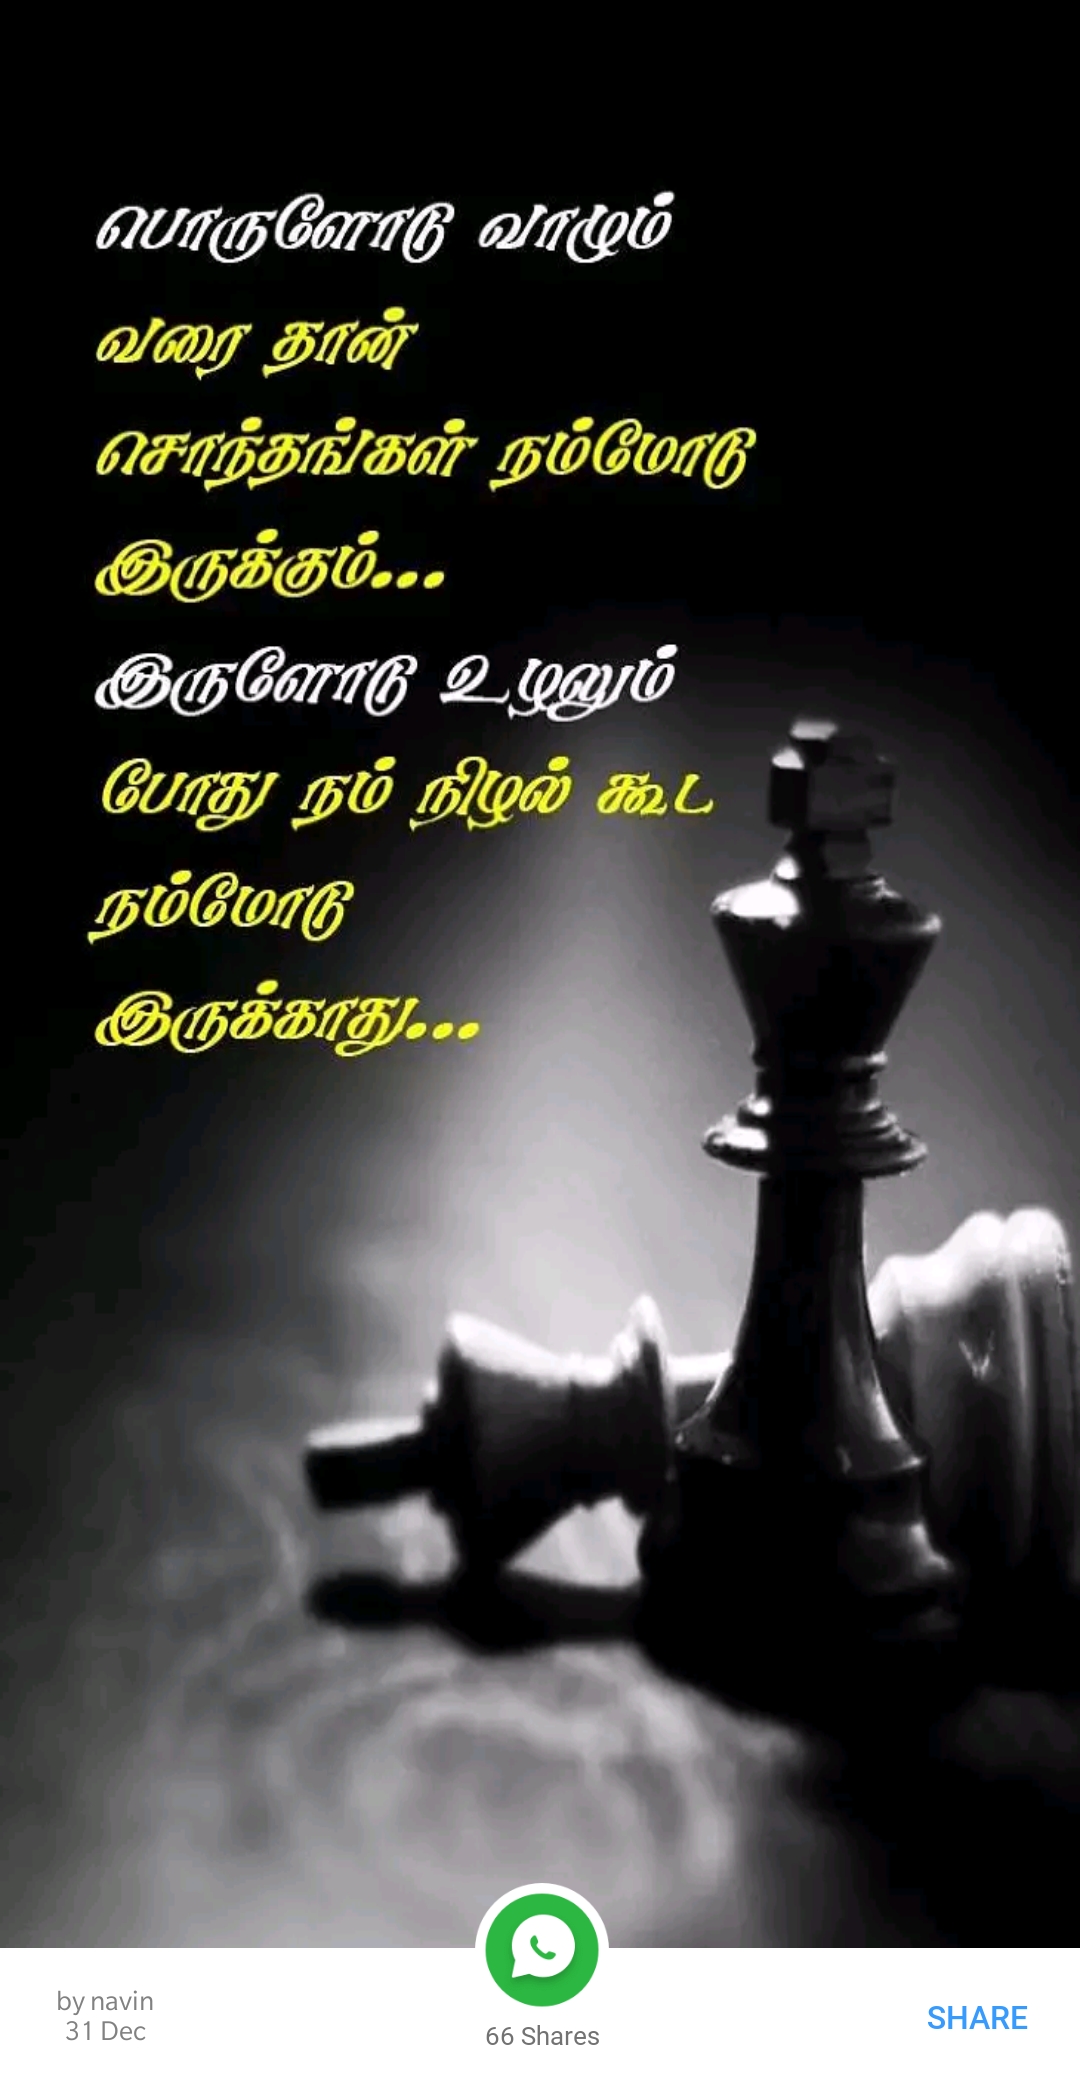 பொருளோடு வாழும்
வரை தான்
சொந்தங்கள் நம்மோடு
இருக்கும்...
இருளோடு உழலும்
போது நம் நிழல் கூட
நம்மோடு
இருக்காது...
by navin
31 Dec
66 Shares
SHARE